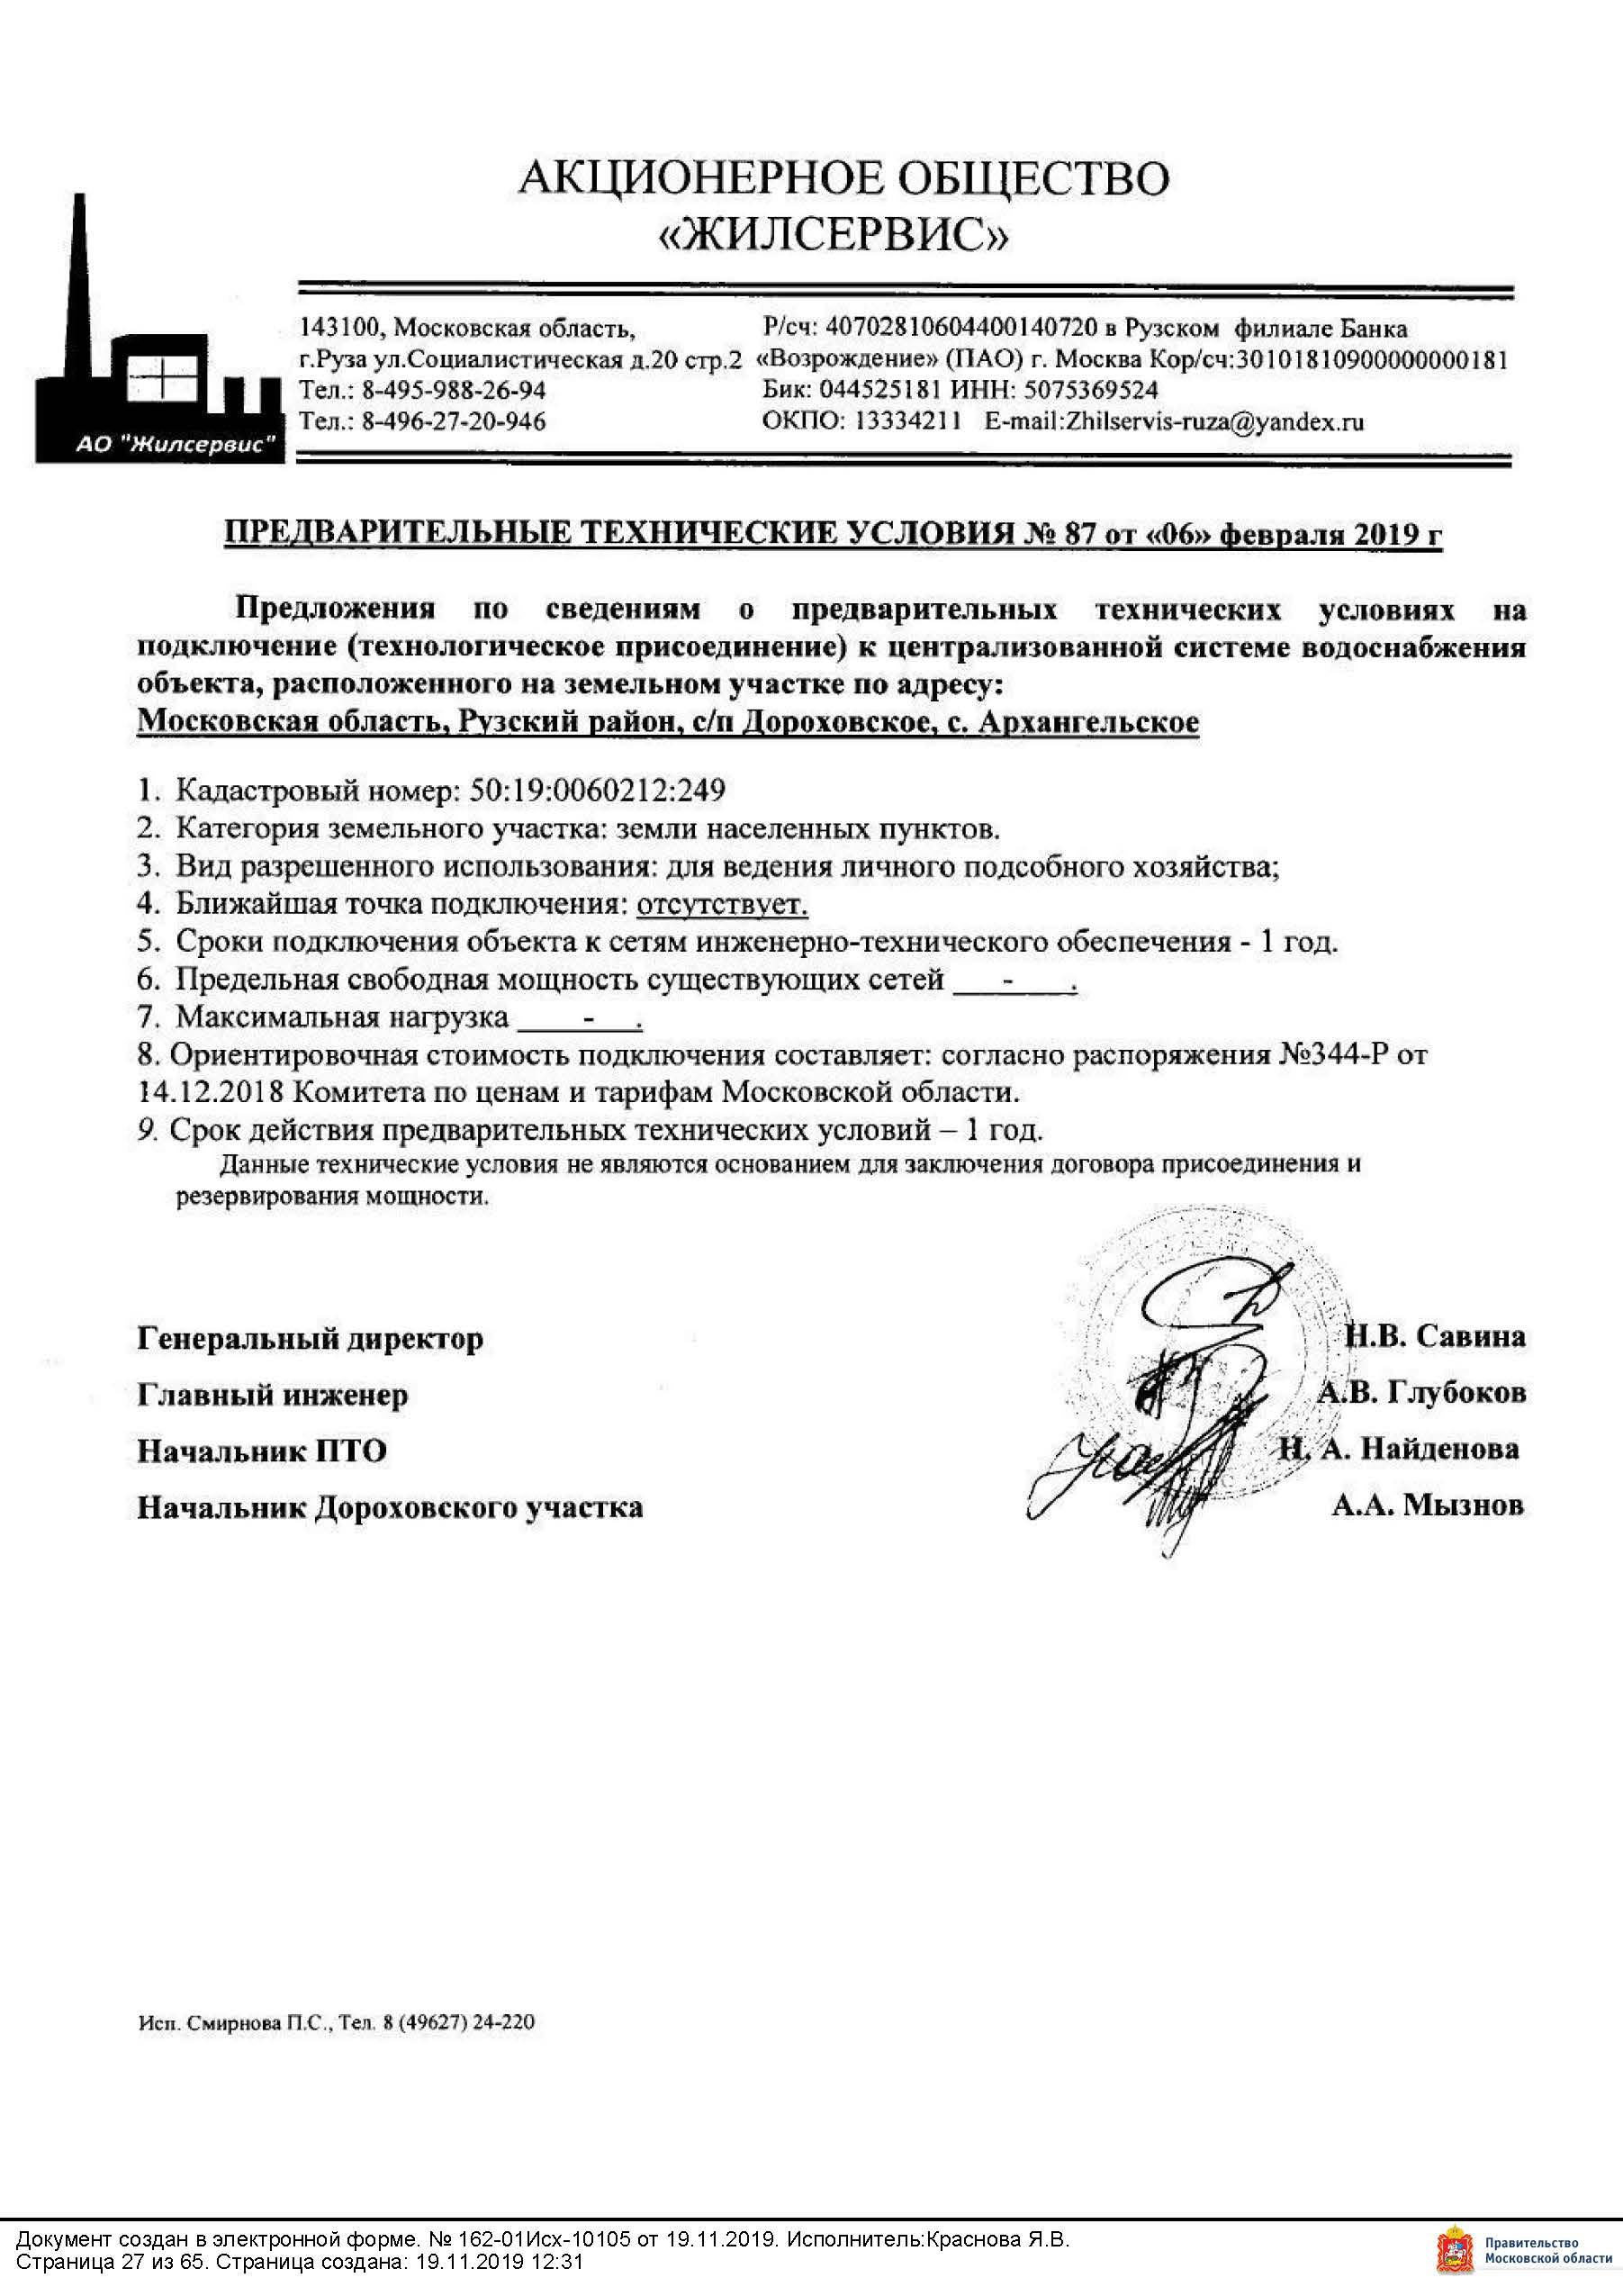 АКЦИОНЕРНОЕ ОБЩЕСТВО
«ЖИЛСЕРВИС»
143100, Московская область,
г.Руза ул.Социалистическая д.20 стр.2
Тел.: 8-495-988-26-94
Тел.: 8-496-27-20-946
Р/сч: 40702810604400140720 в Рузском филиале Банка
«Возрождение» (ПАО) г. Москва Кор/сч:30101810900000000181
Бик: 044525181 ИНН: 5075369524
ОКПО: 13334211 E-mail:Zhilservis-ruza@yandex.ru
АО "Жилсервис"
ПРЕДВАРИТЕЛЬНЫЕ ТЕХНИЧЕСКИЕ УСЛОВИЯ № 87 от «06» февраля 2019 г
Предложения по сведениям о предварительных технических условиях на
подключение (технологическое присоединение) к централизованной системе водоснабжения
объекта, расположенного на земельном участке по адресу:
Московская область, Рузский район, с/п Дороховское, с. Архангельское
1. Кадастровый номер: 50:19:0060212:249
2. Категория земельного участка: земли населенных пунктов.
3. Вид разрешенного использования: для ведения личного подсобного хозяйства;
4. Ближайшая точка подключения: отсутствует.
5. Сроки подключения объекта к сетям инженерно-технического обеспечения - 1 год.
6. Предельная свободная мощность существующих сетей ___-___.
7. Максимальная нагрузка ___-___.
8. Ориентировочная стоимость подключения составляет: согласно распоряжения №344-Р от
14.12.2018 Комитета по ценам и тарифам Московской области.
9. Срок действия предварительных технических условий – 1 год.
Данные технические условия не являются основанием для заключения договора присоединения и
резервирования мощности.
Генеральный директор Н.В. Савина
Главный инженер А.В. Глубоков
Начальник ПТО Н. А. Найденова
Начальник Дороховского участка А.А. Мызнов
Исп. Смирнова П.С., Тел. 8 (49627) 24-220
Документ создан в электронной форме. № 162-01Исх-10105 от 19.11.2019. Исполнитель:Краснова Я.В.
Страница 27 из 65. Страница создана: 19.11.2019 12:31
Правительство
Московской области